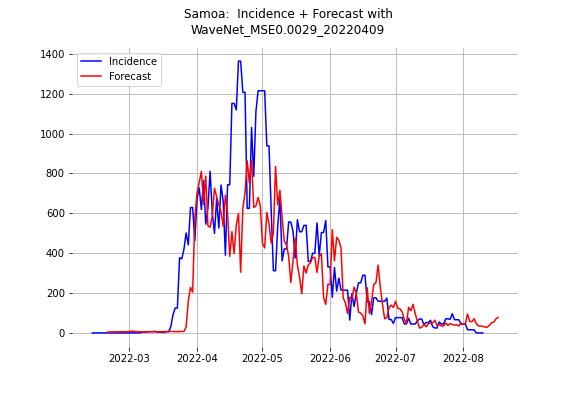 Samoa:  Incidence + Forecast with
WaveNet_MSE0.0029_20220409
Incidence
Forecast
1400
1200
1000
800
600
400
200
0
2022-03 2022-04 2022-05 2022-06 2022-07 2022-08